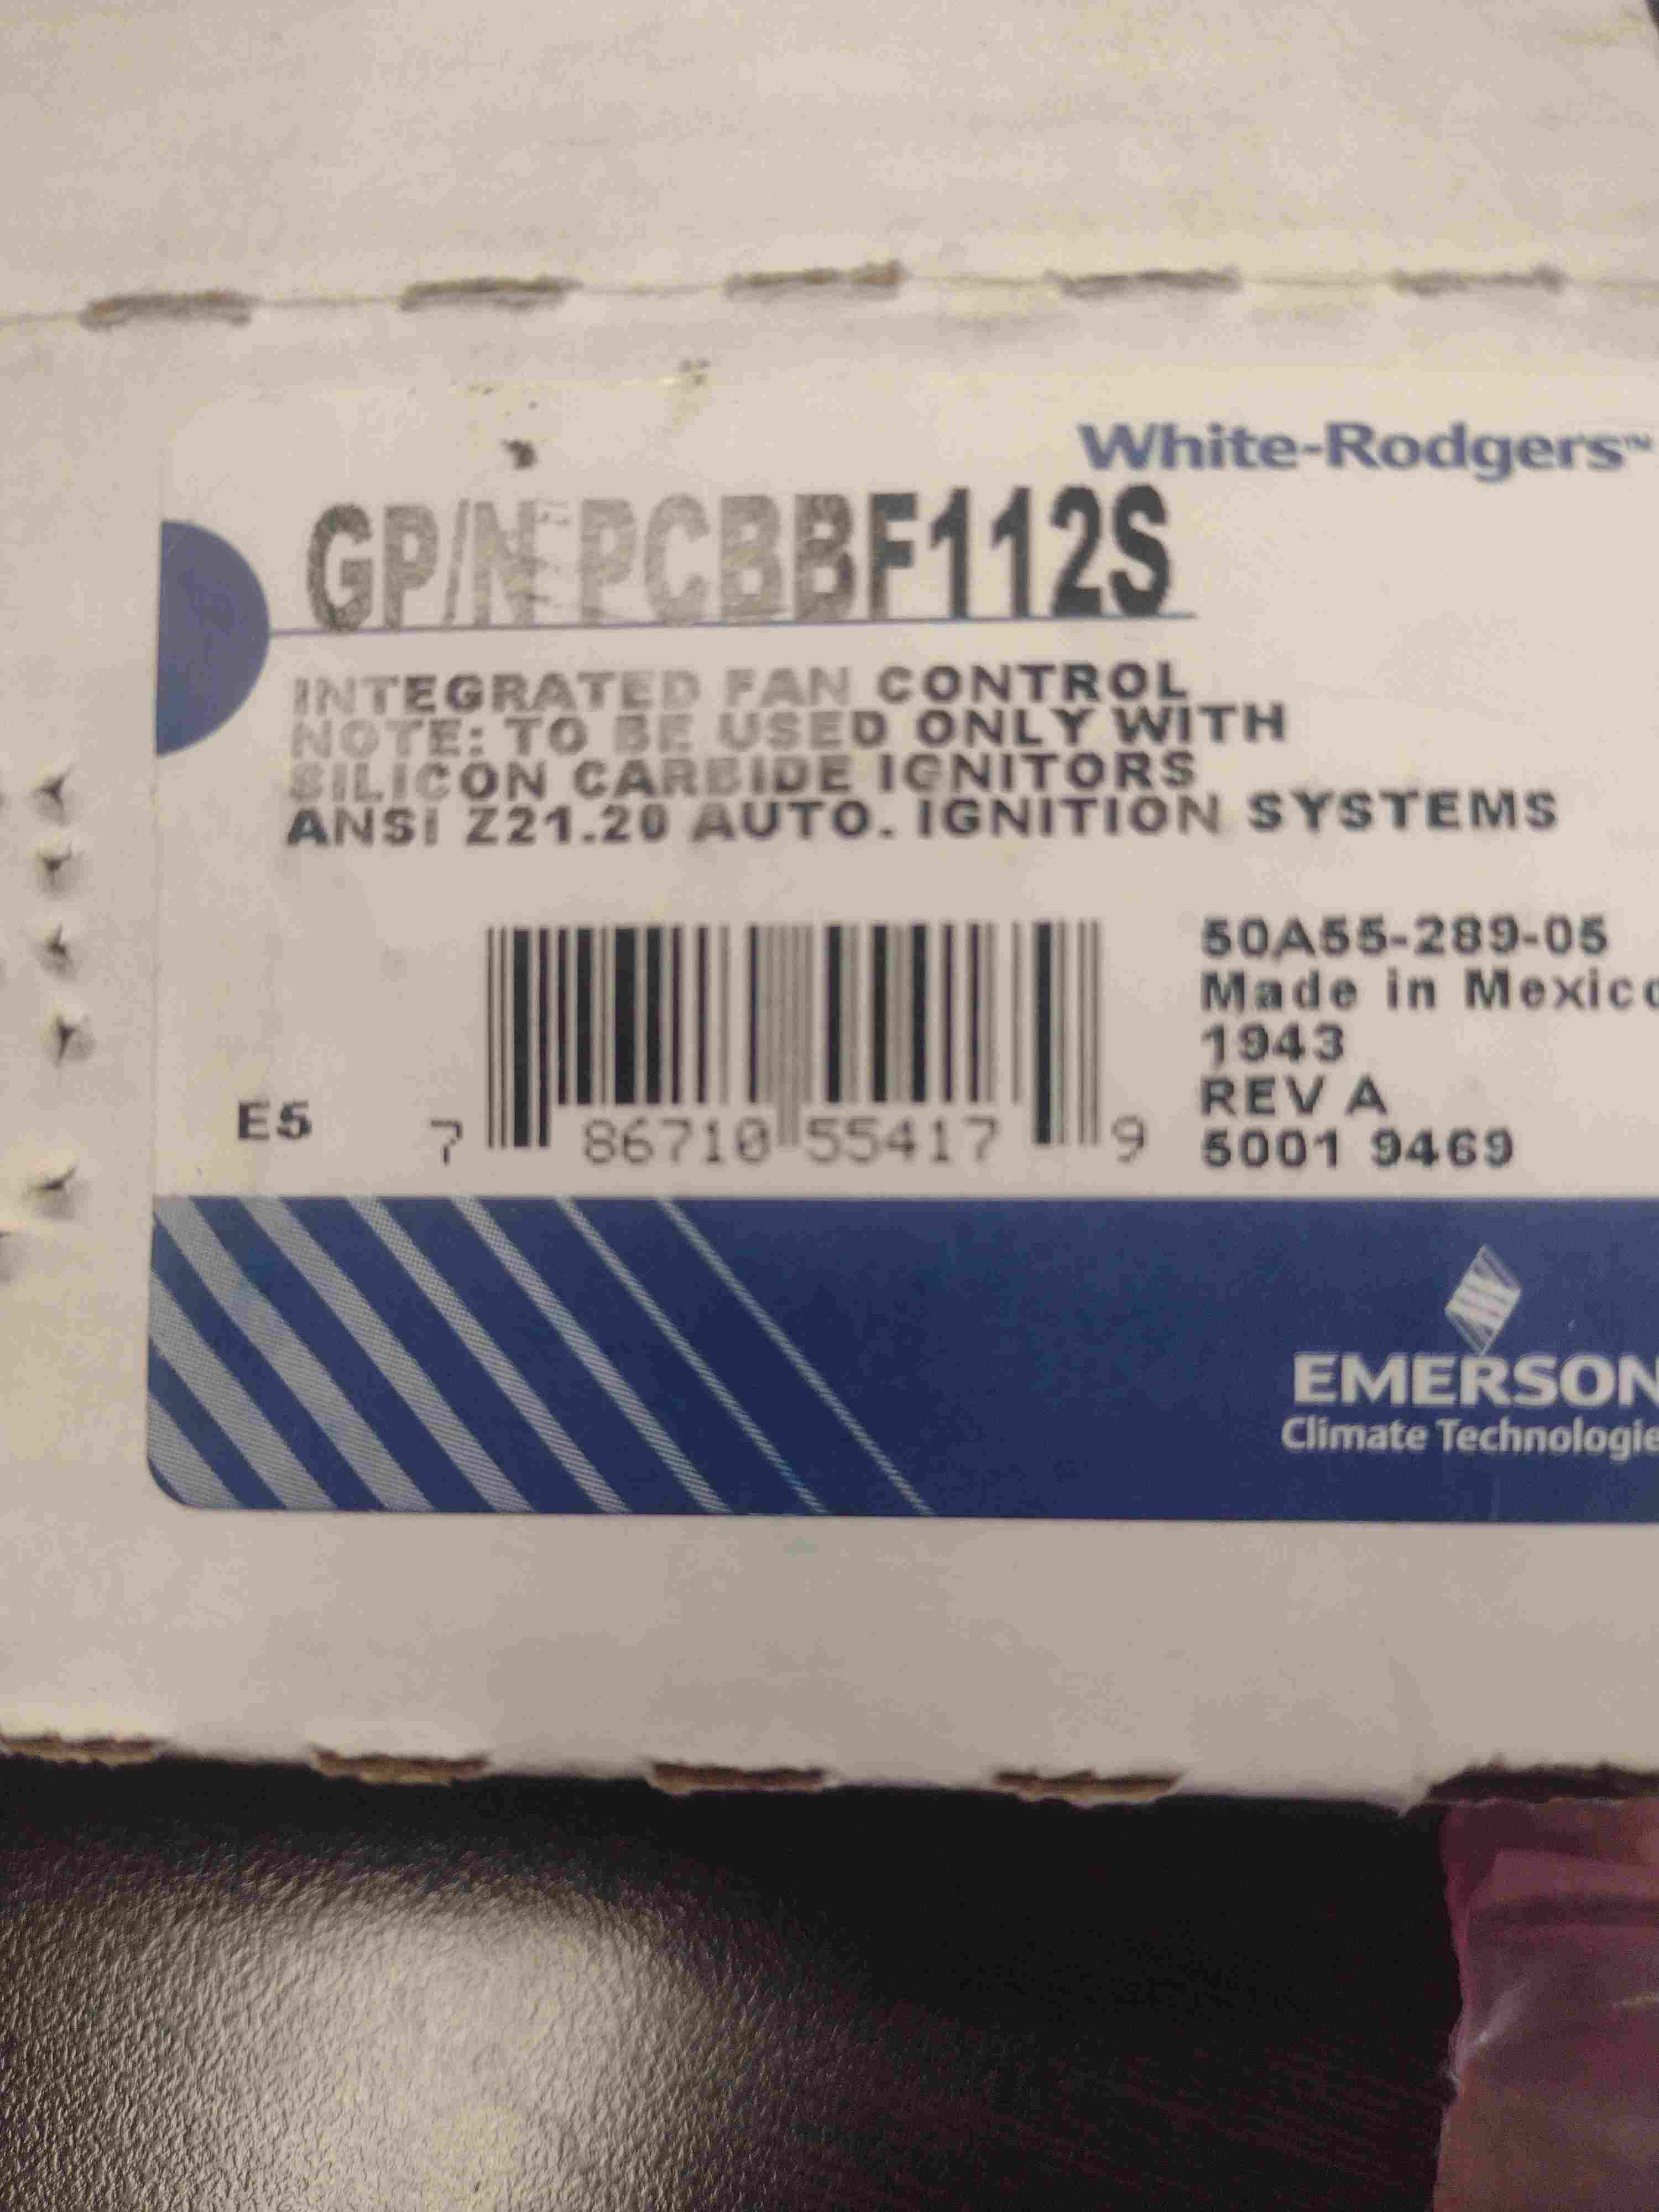 White-Rodgers™
GP/N PCBBF112S
INTEGRATED FAN CONTROL
NOTE: TO BE USED ONLY WITH
SILICON CARBIDE IGNITORS
ANSI Z21.20 AUTO. IGNITION SYSTEMS
50A55-289-05
Made in Mexico
1943
REV A
5001 9469
E5
7 86710 55417 9
EMERSON
Climate Technologie